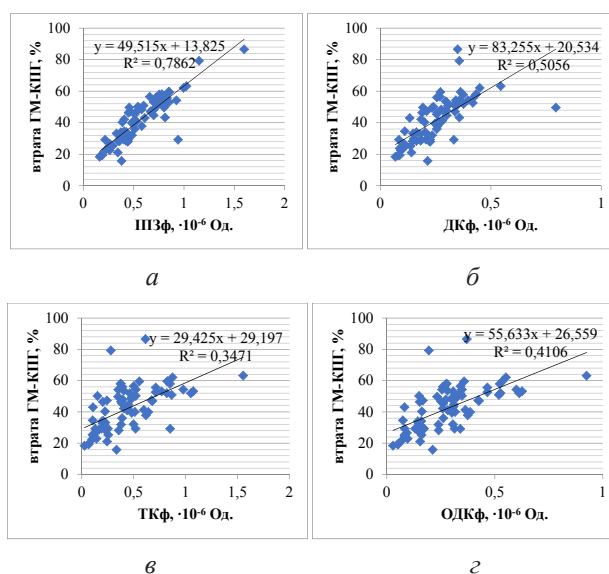 y = 49,515x + 13,825
R² = 0,7862
втрата ГМ-КПГ, %
100
80
60
40
20
0
0
0,5
1
1,5
2
ІПЗф, ·10⁻⁶ Од.
а
y = 83,255x + 20,534
R² = 0,5056
втрата ГМ-КПГ, %
100
80
60
40
20
0
0
0,5
1
ДКф, ·10⁻⁶ Од.
б
y = 29,425x + 29,197
R² = 0,3471
втрата ГМ-КПГ, %
100
80
60
40
20
0
0
0,5
1
1,5
2
ТКф, ·10⁻⁶ Од.
в
y = 55,633x + 26,559
R² = 0,4106
втрата ГМ-КПГ, %
100
80
60
40
20
0
0
0,5
1
ОДКф, ·10⁻⁶ Од.
г